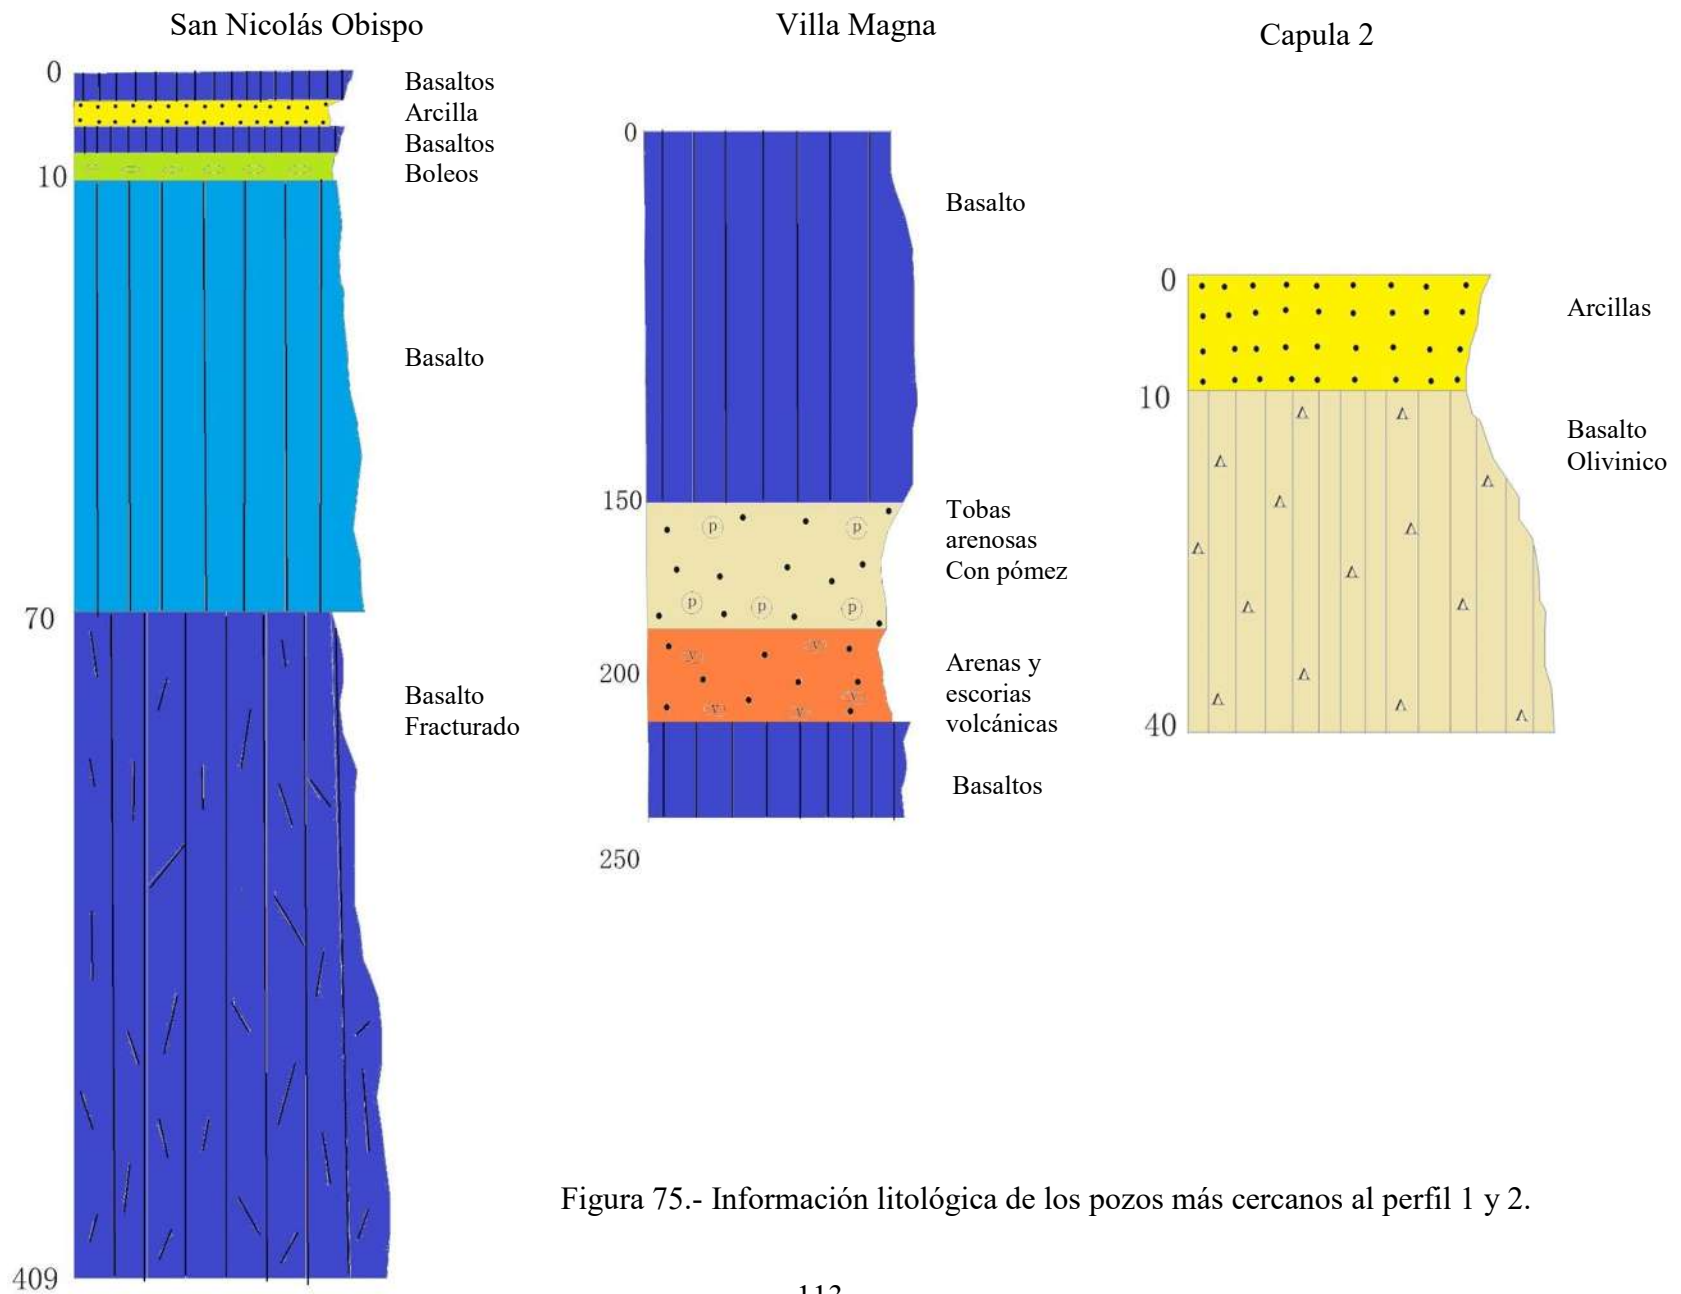 San Nicolás Obispo
0
Basaltos
Arcilla
Basaltos
Boleos
10
Basalto
70
Basalto
Fracturado
409
Villa Magna
0
Basalto
150
Tobas
arenosas
Con pómez
p
p
p
p
p
200
Arenas y
escorias
volcánicas
v
v
v
v
v
Basaltos
250
Capula 2
0
Arcillas
10
Basalto
Olivinico
40
Figura 75.- Información litológica de los pozos más cercanos al perfil 1 y 2.
113